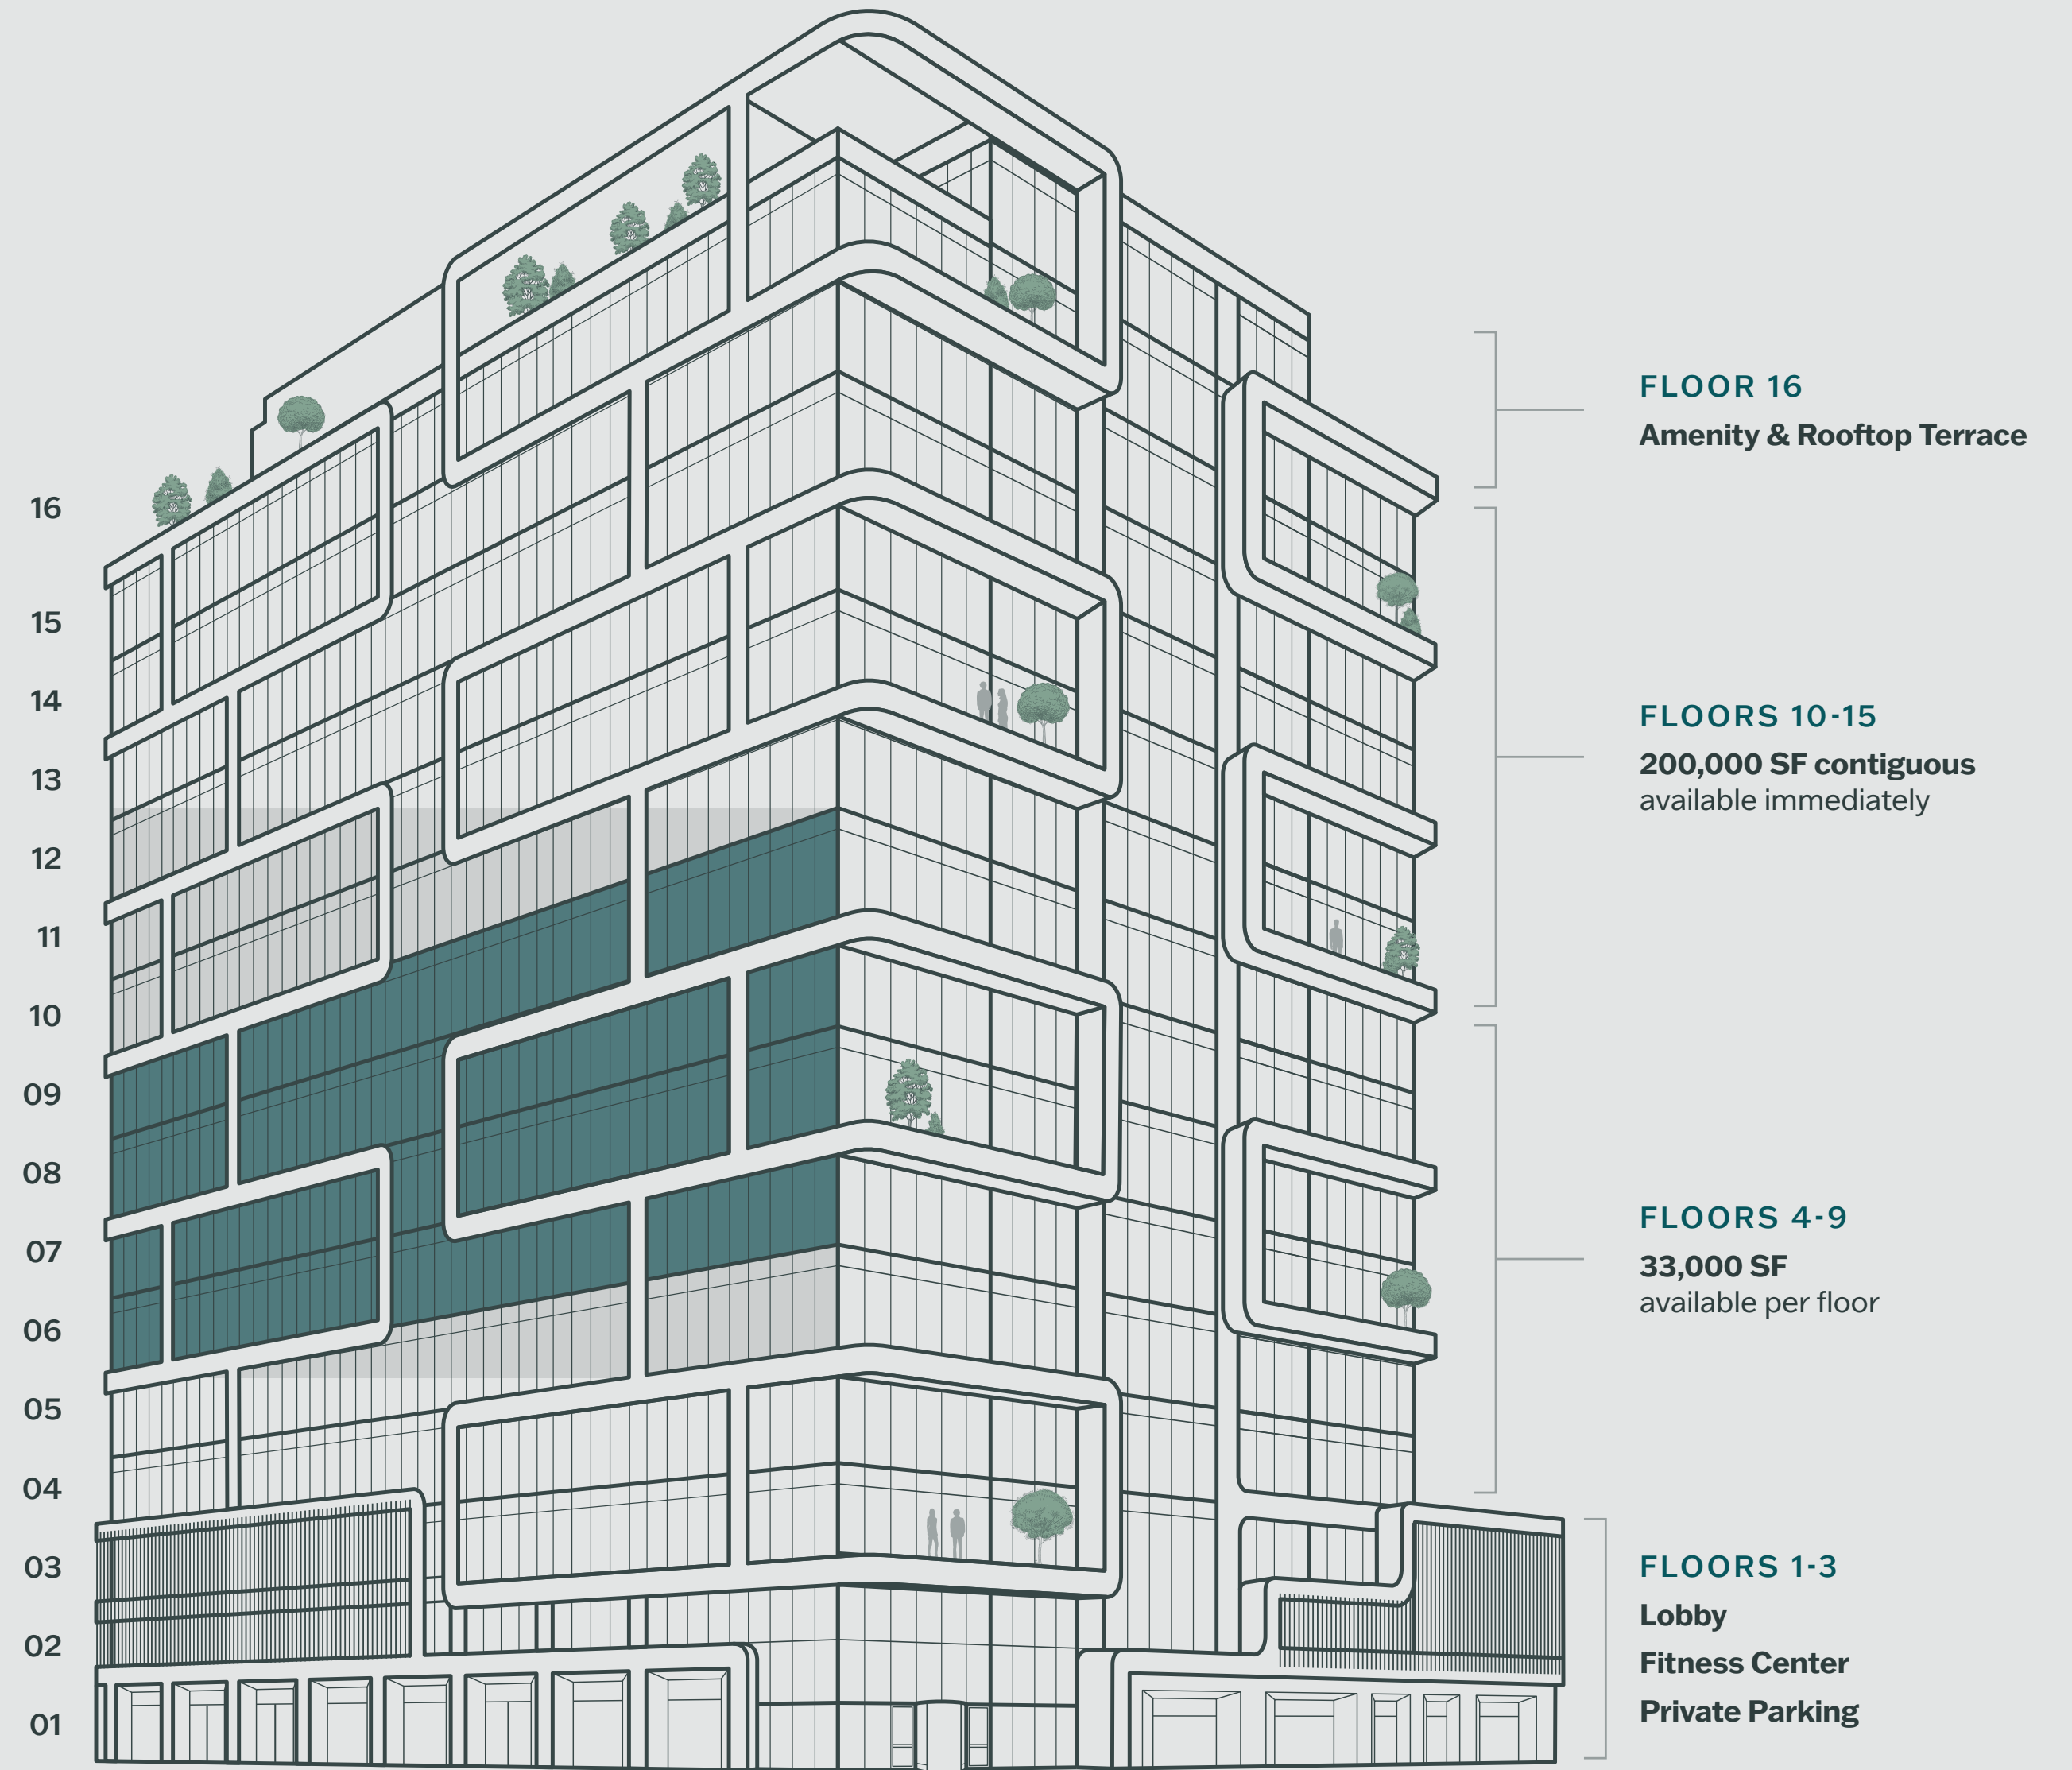 16
15
14
13
12
11
10
09
08
07
06
05
04
03
02
01
FLOOR 16
Amenity & Rooftop Terrace
FLOORS 10-15
200,000 SF contiguous
available immediately
FLOORS 4-9
33,000 SF
available per floor
FLOORS 1-3
Lobby
Fitness Center
Private Parking